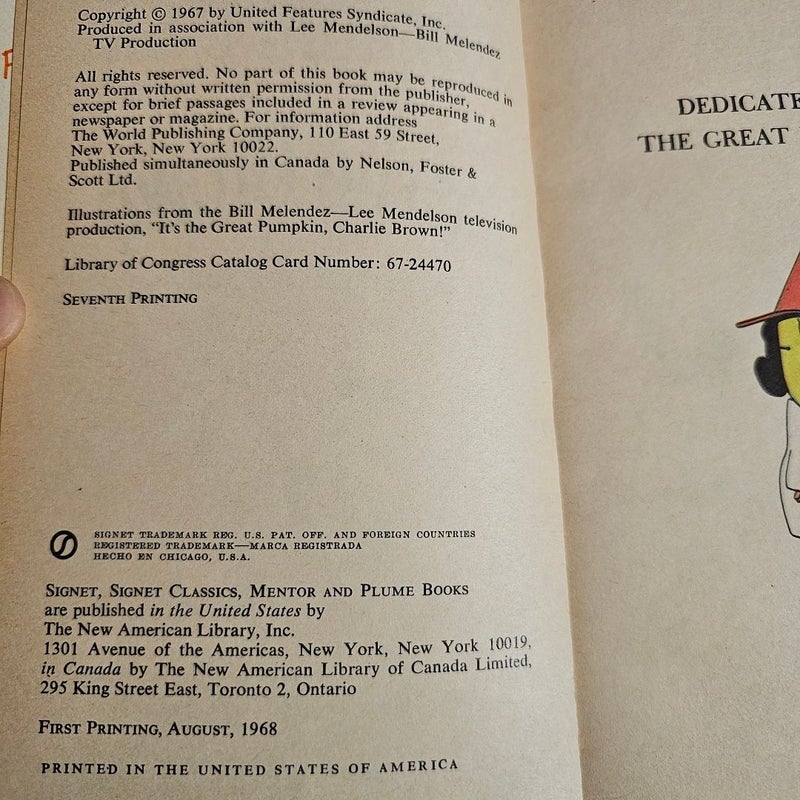 Copyright © 1967 by United Features Syndicate, Inc.
Produced in association with Lee Mendelson—Bill Melendez
TV Production
All rights reserved. No part of this book may be reproduced in
any form without written permission from the publisher,
except for brief passages included in a review appearing in a
newspaper or magazine. For information address
The World Publishing Company, 110 East 59 Street,
New York, New York 10022.
Published simultaneously in Canada by Nelson, Foster &
Scott Ltd.
Illustrations from the Bill Melendez—Lee Mendelson television
production, "It's the Great Pumpkin, Charlie Brown!"
Library of Congress Catalog Card Number: 67-24470
SEVENTH PRINTING
SIGNET TRADEMARK REG. U.S. PAT. OFF. AND FOREIGN COUNTRIES
REGISTERED TRADEMARK—MARCA REGISTRADA
HECHO EN CHICAGO, U.S.A.
SIGNET, SIGNET CLASSICS, MENTOR AND PLUME BOOKS
are published in the United States by
The New American Library, Inc.
1301 Avenue of the Americas, New York, New York 10019,
in Canada by The New American Library of Canada Limited,
295 King Street East, Toronto 2, Ontario
FIRST PRINTING, AUGUST, 1968
PRINTED IN THE UNITED STATES OF AMERICA
DEDICATE
THE GREAT